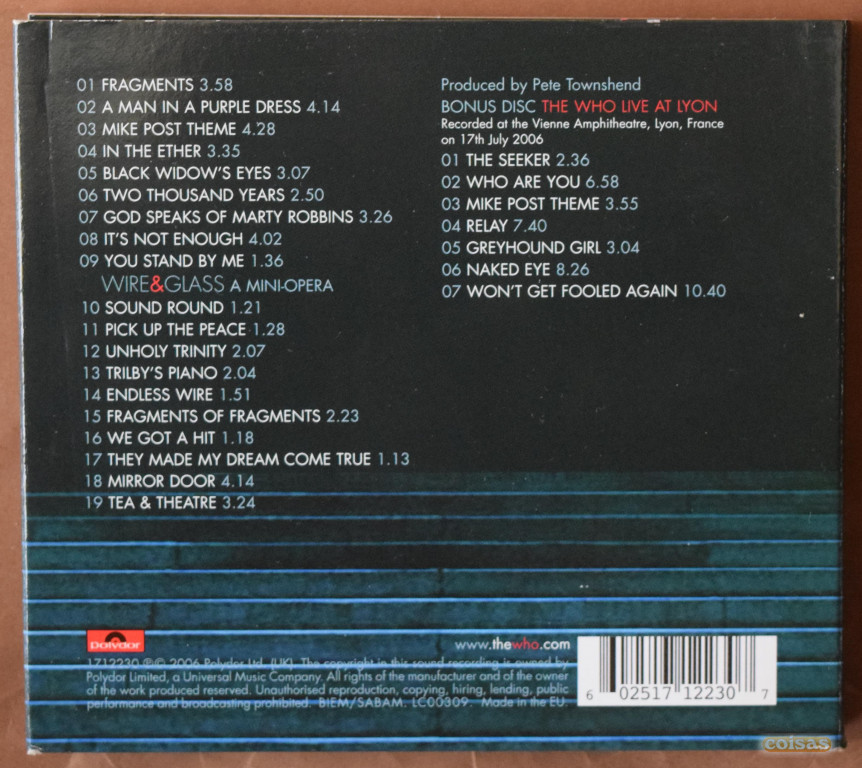 01 FRAGMENTS 3.58
02 A MAN IN A PURPLE DRESS 4.14
03 MIKE POST THEME 4.28
04 IN THE ETHER 3.35
05 BLACK WIDOW'S EYES 3.07
06 TWO THOUSAND YEARS 2.50
07 GOD SPEAKS OF MARTY ROBBINS 3.26
08 IT'S NOT ENOUGH 4.02
09 YOU STAND BY ME 1.36
WIRE&GLASS A MINI-OPERA
10 SOUND ROUND 1.21
11 PICK UP THE PEACE 1.28
12 UNHOLY TRINITY 2.07
13 TRILBY'S PIANO 2.04
14 ENDLESS WIRE 1.51
15 FRAGMENTS OF FRAGMENTS 2.23
16 WE GOT A HIT 1.18
17 THEY MADE MY DREAM COME TRUE 1.13
18 MIRROR DOOR 4.14
19 TEA & THEATRE 3.24
Produced by Pete Townshend
BONUS DISC THE WHO LIVE AT LYON
Recorded at the Vienne Amphitheatre, Lyon, France
on 17th July 2006
01 THE SEEKER 2.36
02 WHO ARE YOU 6.58
03 MIKE POST THEME 3.55
04 RELAY 7.40
05 GREYHOUND GIRL 3.04
06 NAKED EYE 8.26
07 WON'T GET FOOLED AGAIN 10.40
Polydor
www.thewho.com
1712230 ℗© 2006 Polydor Ltd. (UK). The copyright in this sound recording is owned by
Polydor Limited, a Universal Music Company. All rights of the manufacturer and of the owner
of the work produced reserved. Unauthorised reproduction, copying, hiring, lending, public
performance and broadcasting prohibited. BIEM/SABAM. LC00309. Made in the EU.
6 02517 12230 7
coisas